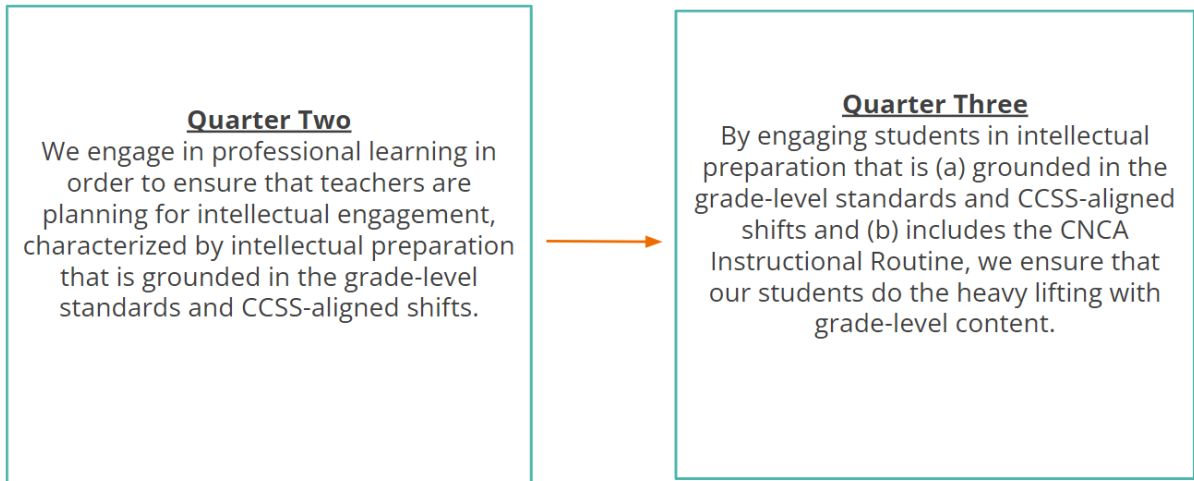 Quarter Two
We engage in professional learning in
order to ensure that teachers are
planning for intellectual engagement,
characterized by intellectual preparation
that is grounded in the grade-level
standards and CCSS-aligned shifts.
Quarter Three
By engaging students in intellectual
preparation that is (a) grounded in the
grade-level standards and CCSS-aligned
shifts and (b) includes the CNCA
Instructional Routine, we ensure that
our students do the heavy lifting with
grade-level content.